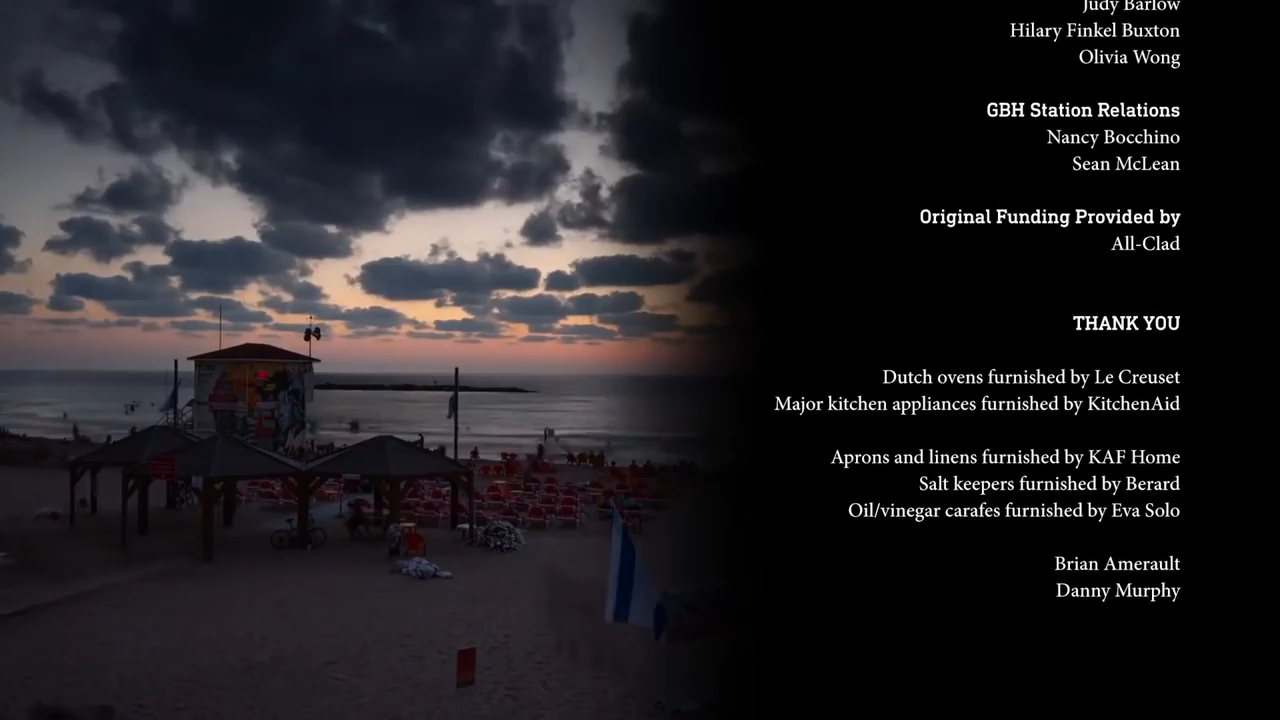 Judy Barlow
Hilary Finkel Buxton
Olivia Wong
GBH Station Relations
Nancy Bocchino
Sean McLean
Original Funding Provided by
All-Clad
THANK YOU
Dutch ovens furnished by Le Creuset
Major kitchen appliances furnished by KitchenAid
Aprons and linens furnished by KAF Home
Salt keepers furnished by Berard
Oil/vinegar carafes furnished by Eva Solo
Brian Amerault
Danny Murphy